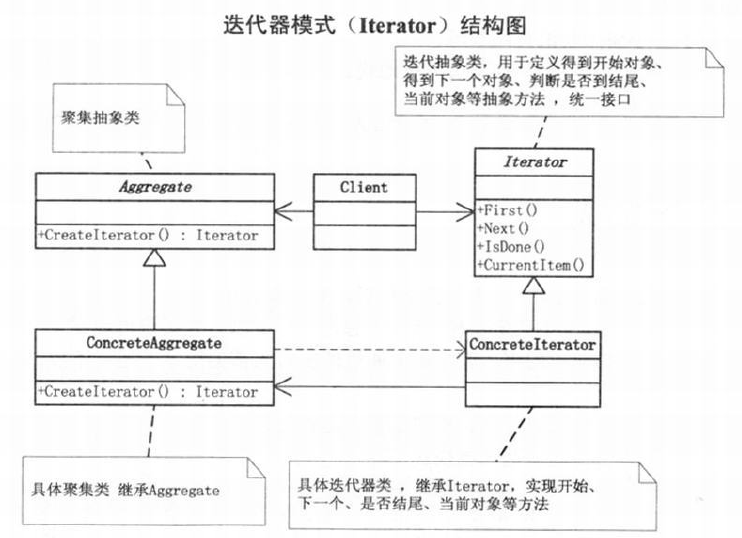 迭代器模式（Iterator）结构图
迭代抽象类，用于定义得到开始对象、
得到下一个对象、判断是否到结尾、
当前对象等抽象方法，统一接口
聚集抽象类
Aggregate
Client
Iterator
+CreateIterator() : Iterator
+First()
+Next()
+IsDone()
+CurrentItem()
ConcreteAggregate
ConcreteIterator
+CreateIterator() : Iterator
具体聚集类 继承Aggregate
具体迭代器类，继承Iterator，实现开始、
下一个、是否结尾、当前对象等方法